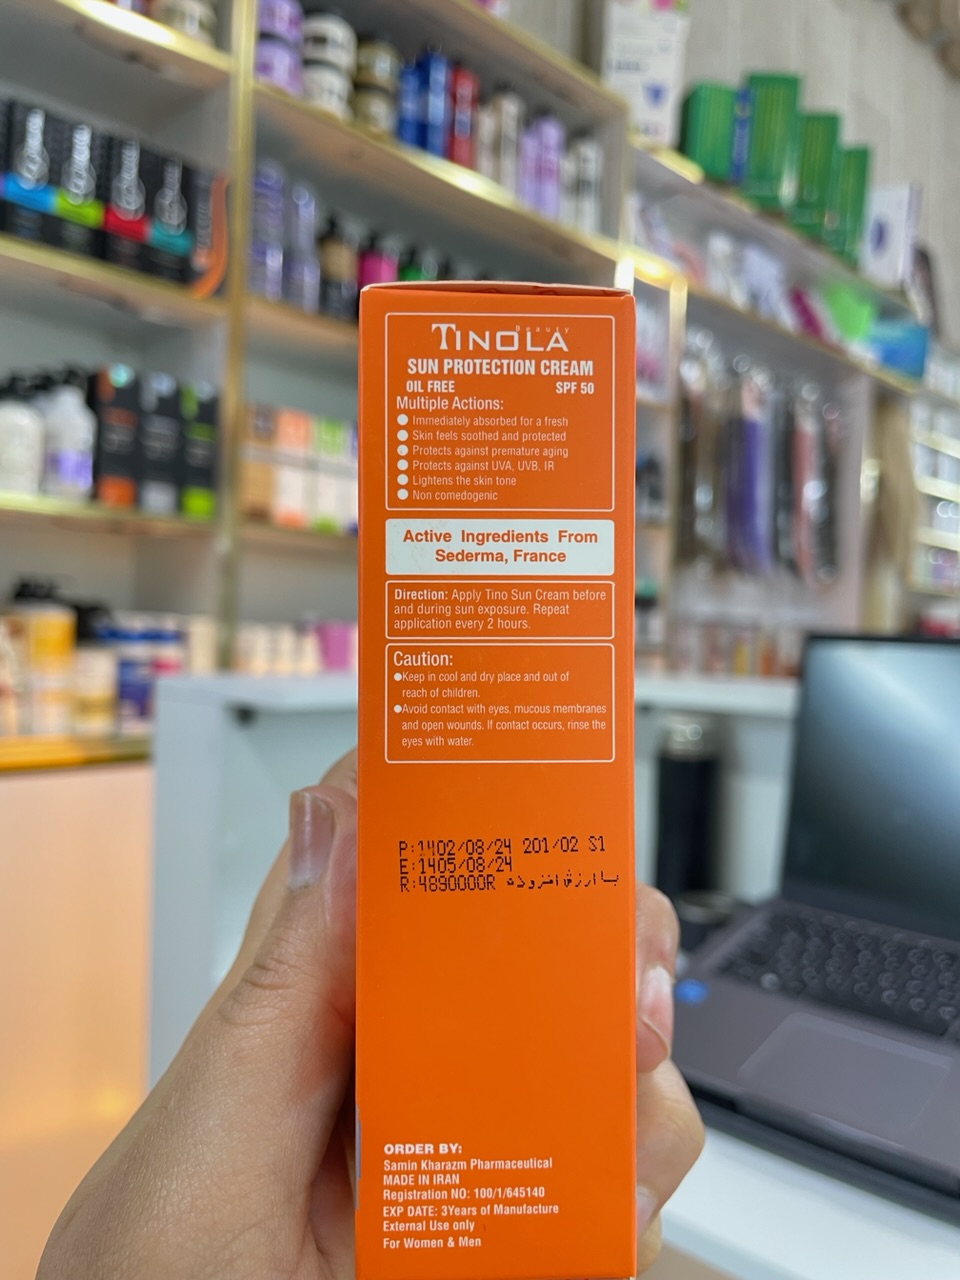 TINOLA
Beauty
SUN PROTECTION CREAM
OIL FREE SPF 50
Multiple Actions:
Immediately absorbed for a fresh
Skin feels soothed and protected
Protects against premature aging
Protects against UVA, UVB, IR
Lightens the skin tone
Non comedogenic
Active Ingredients From
Sederma, France
Direction: Apply Tino Sun Cream before
and during sun exposure. Repeat
application every 2 hours.
Caution:
●Keep in cool and dry place and out of
reach of children.
●Avoid contact with eyes, mucous membranes
and open wounds. If contact occurs, rinse the
eyes with water.
P:1402/08/24 201/02 S1
E:1405/08/24
R:4890000R با ارزش افزوده
ORDER BY:
Samin Kharazm Pharmaceutical
MADE IN IRAN
Registration NO: 100/1/645140
EXP DATE: 3Years of Manufacture
External Use only
For Women & Men